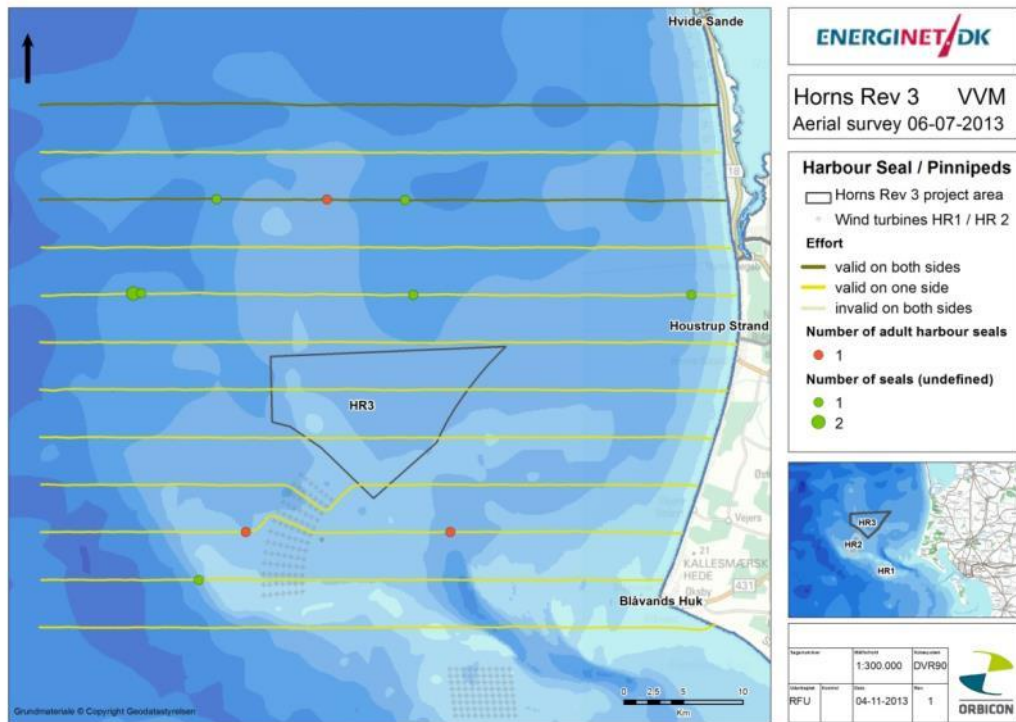 Hvide Sande
18
Houstrup Strand
HR3
Vejers
21
KALLESMÆRSK
HEDE
431
Blåvands Huk
0 2,5 5 10
Km
Grundmateriale © Copyright Geodatastyrelsen
ENERGINET/DK
Horns Rev 3 VVM
Aerial survey 06-07-2013
Harbour Seal / Pinnipeds
Horns Rev 3 project area
Wind turbines HR1 / HR 2
Effort
valid on both sides
valid on one side
invalid on both sides
Number of adult harbour seals
1
Number of seals (undefined)
1
2
HR3
HR2
HR1
1:300.000
DVR90
RFU
04-11-2013
1
ORBICON